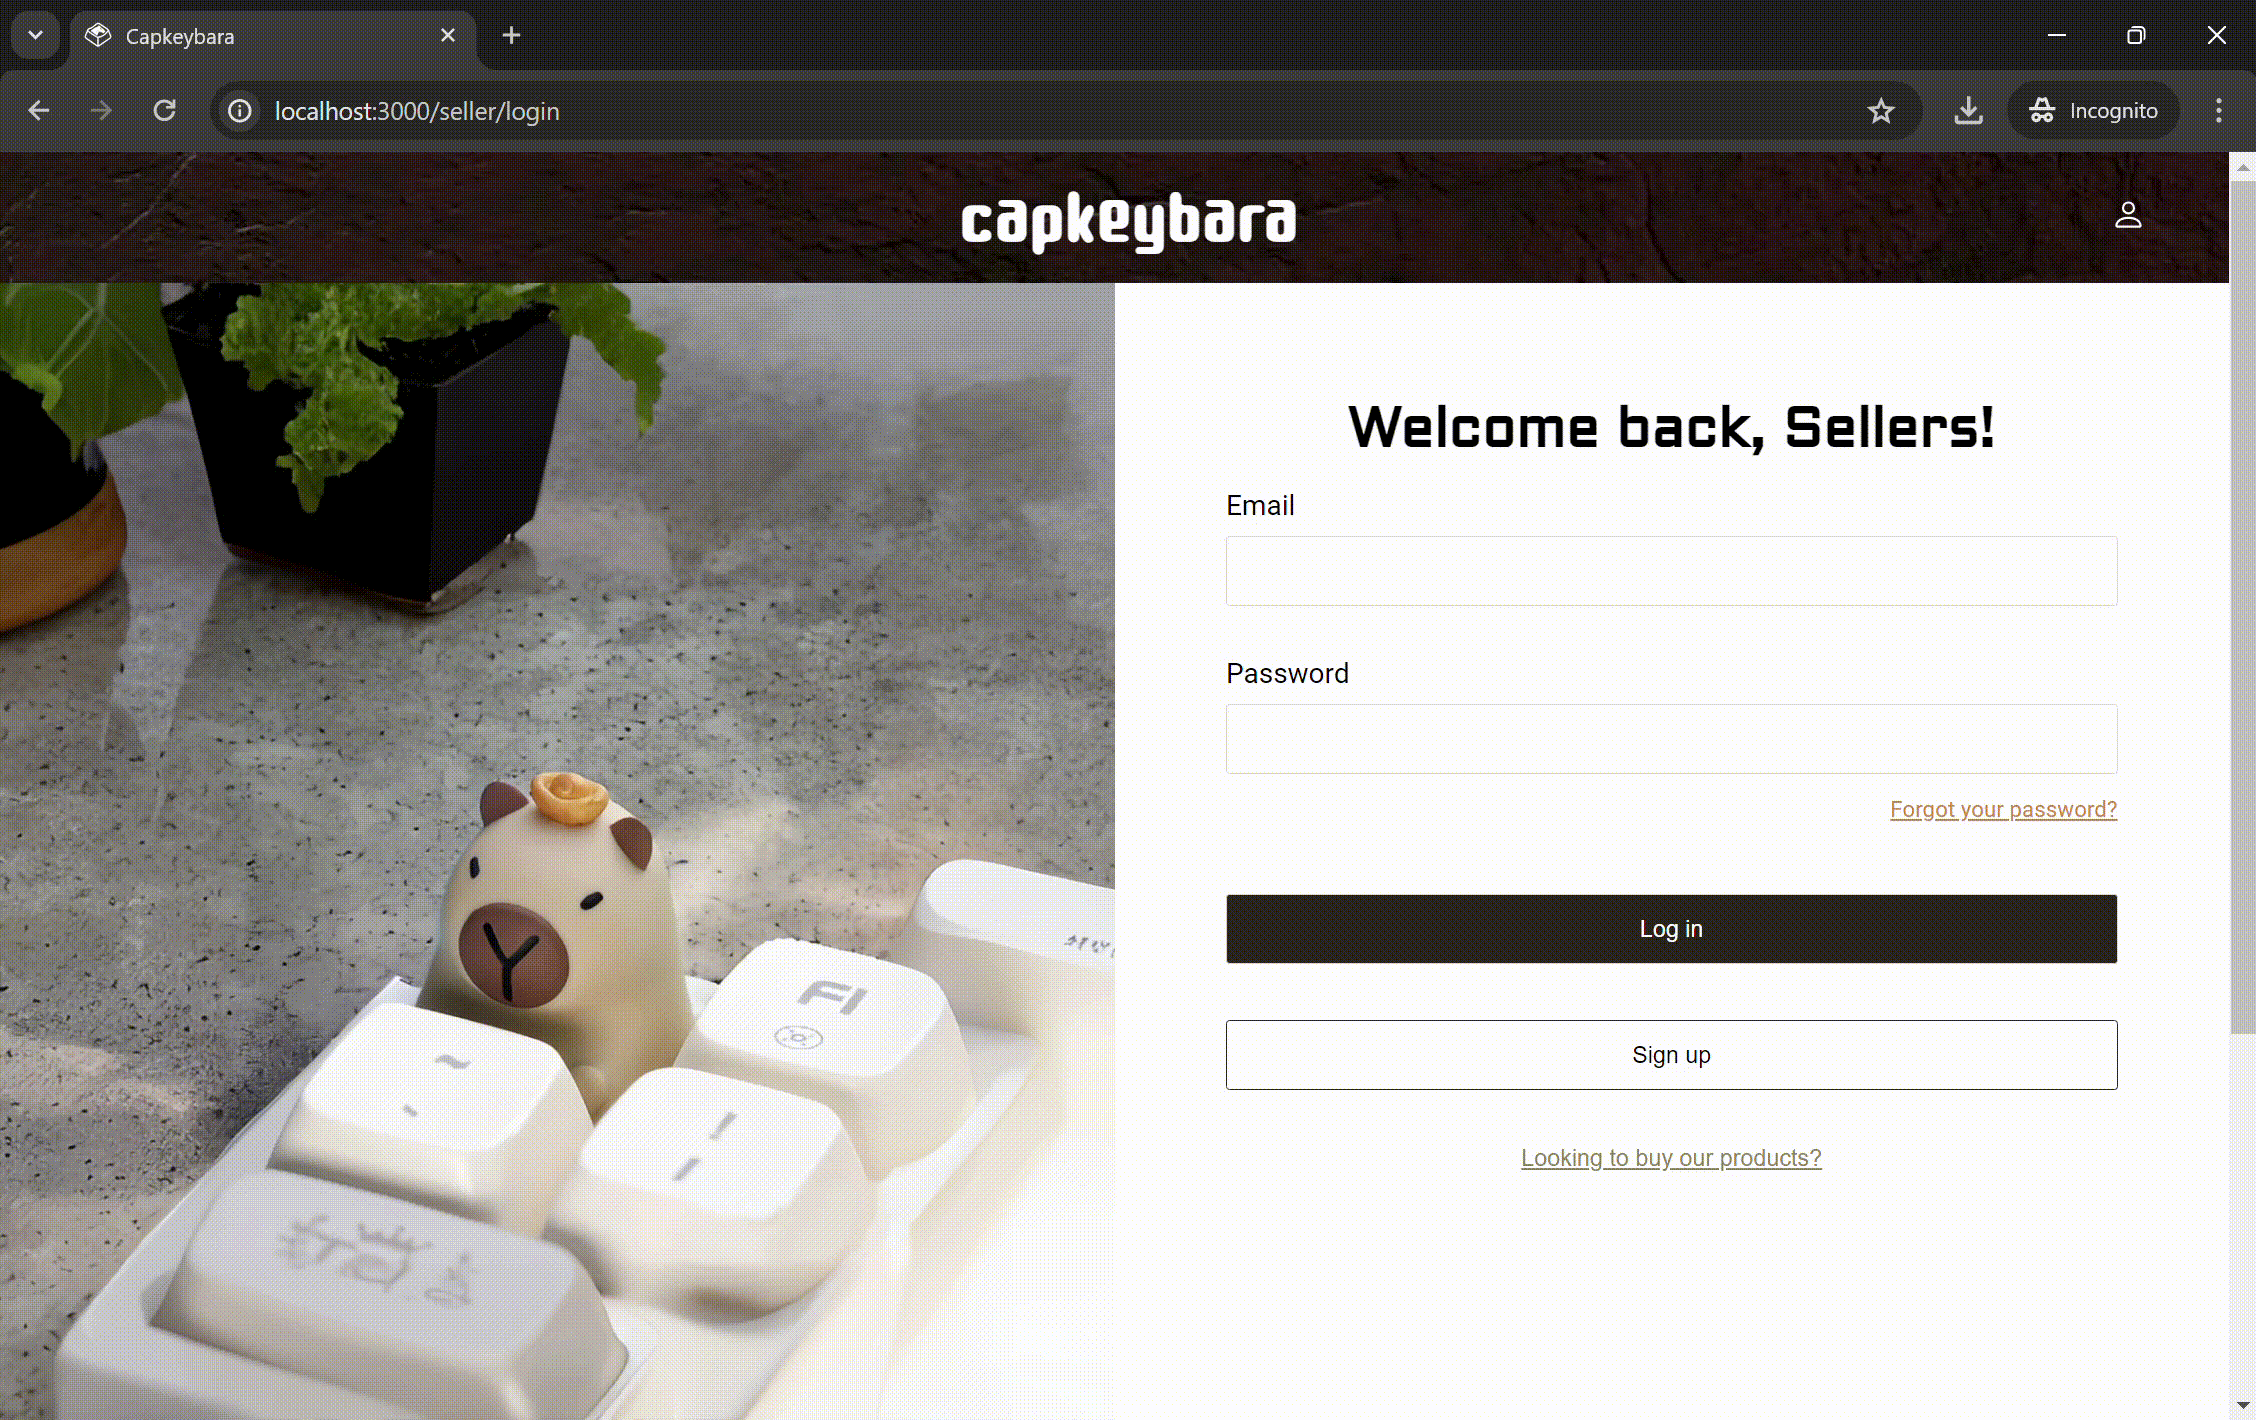 Capkeybara
localhost:3000/seller/login
Incognito
capkeybara
Welcome back, Sellers!
Email
Password
Forgot your password?
Log in
Sign up
Looking to buy our products?
F1
~
!